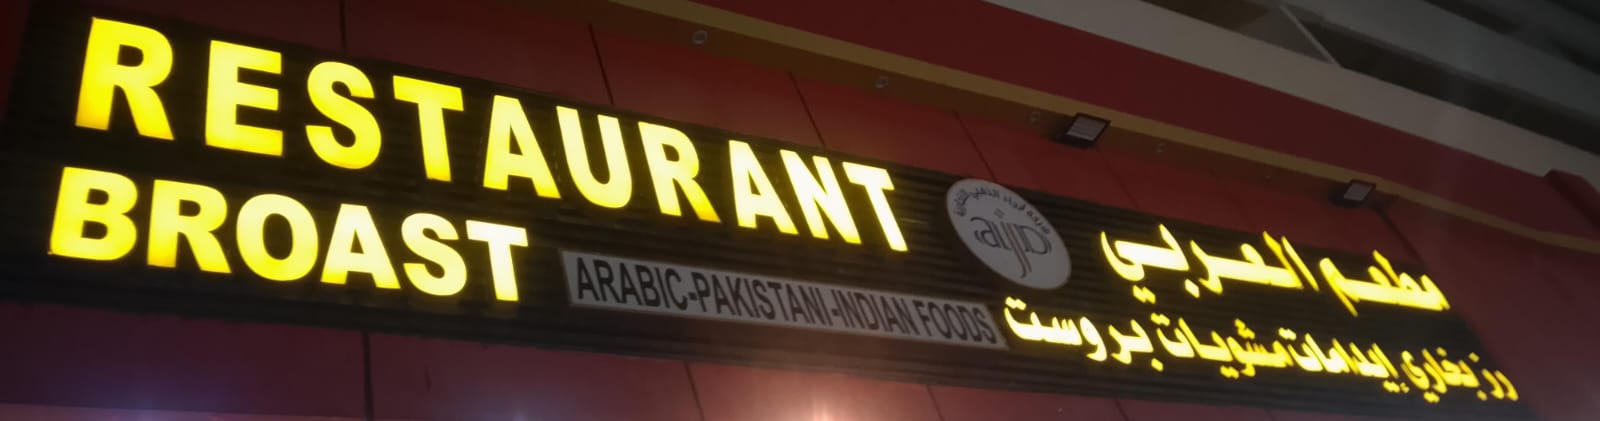 RESTAURANT
BROAST
ARABIC-PAKISTANI-INDIAN FOODS
مطعم العربي
رز بخاري إيدامات مشويات بروست